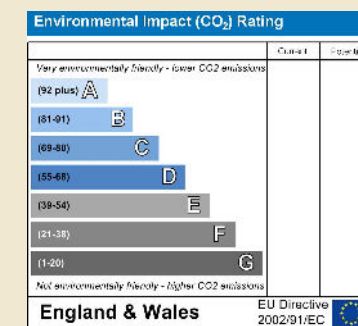 Environmental Impact (CO₂) Rating
Current
Very environmentally friendly - lower CO2 emissions
(92 plus) A
(81-91) B
(69-80) C
(55-68) D
(39-54) E
(21-38) F
(1-20) G
Not environmentally friendly - higher CO2 emissions
England & Wales
EU Directive
2002/91/EC